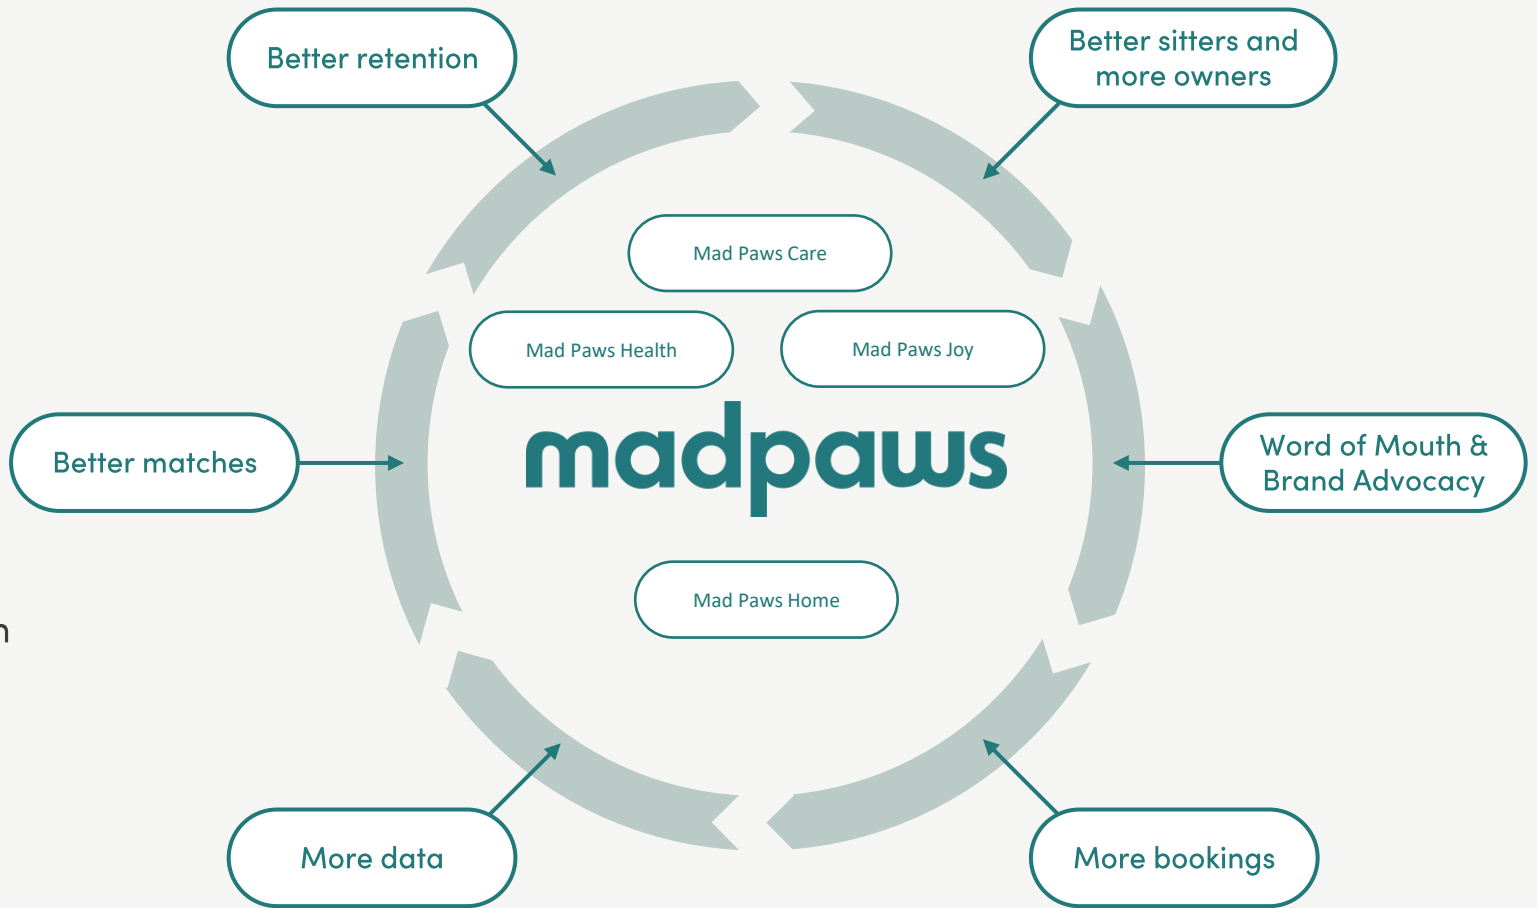 Better retention
Better sitters and
more owners
Mad Paws Care
Mad Paws Health
Mad Paws Joy
madpaws
Better matches
Word of Mouth &
Brand Advocacy
Mad Paws Home
More data
More bookings